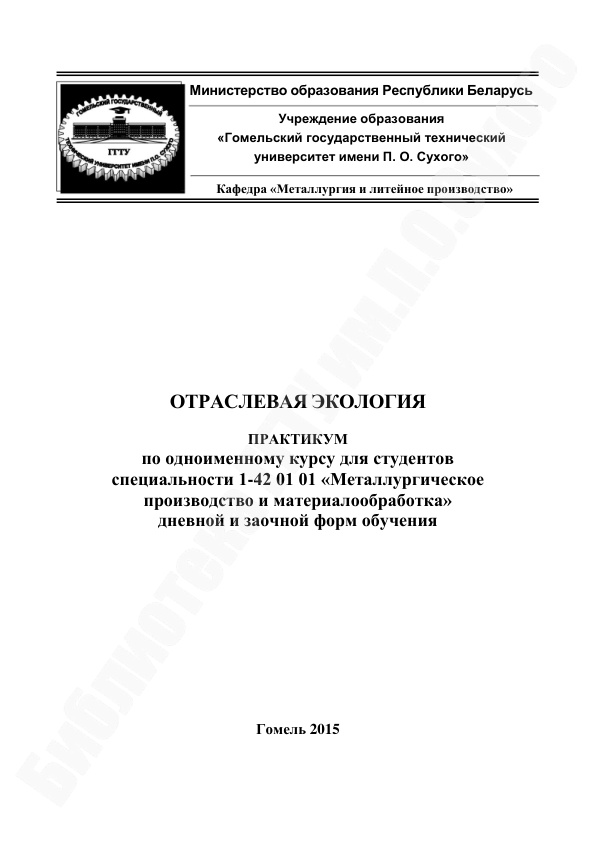 Министерство образования Республики Беларусь
Учреждение образования
«Гомельский государственный технический
университет имени П. О. Сухого»
Кафедра «Металлургия и литейное производство»
ГОМЕЛЬСКИЙ ГОСУДАРСТВЕННЫЙ
ТЕХНИЧЕСКИЙ УНИВЕРСИТЕТ ИМЕНИ П.О. СУХОГО
ГГТУ
ОТРАСЛЕВАЯ ЭКОЛОГИЯ
ПРАКТИКУМ
по одноименному курсу для студентов
специальности 1-42 01 01 «Металлургическое
производство и материалообработка»
дневной и заочной форм обучения
Гомель 2015
Библиотека ГГТУ им.П.О.Сухого